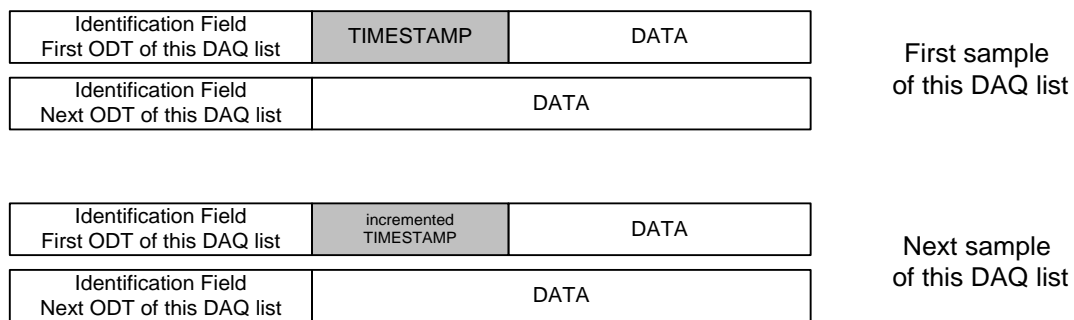 Identification Field
First ODT of this DAQ list
TIMESTAMP
DATA
First sample
of this DAQ list
Identification Field
Next ODT of this DAQ list
DATA
Identification Field
First ODT of this DAQ list
incremented
TIMESTAMP
DATA
Next sample
of this DAQ list
Identification Field
Next ODT of this DAQ list
DATA